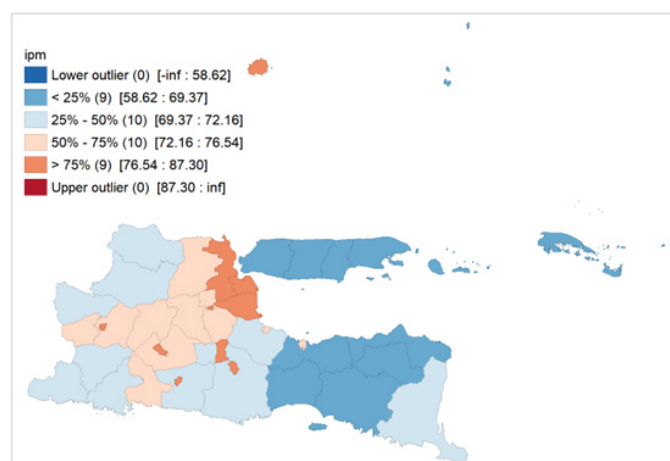 ipm
Lower outlier (0) [-inf : 58.62]
< 25% (9) [58.62 : 69.37]
25% - 50% (10) [69.37 : 72.16]
50% - 75% (10) [72.16 : 76.54]
> 75% (9) [76.54 : 87.30]
Upper outlier (0) [87.30 : inf]